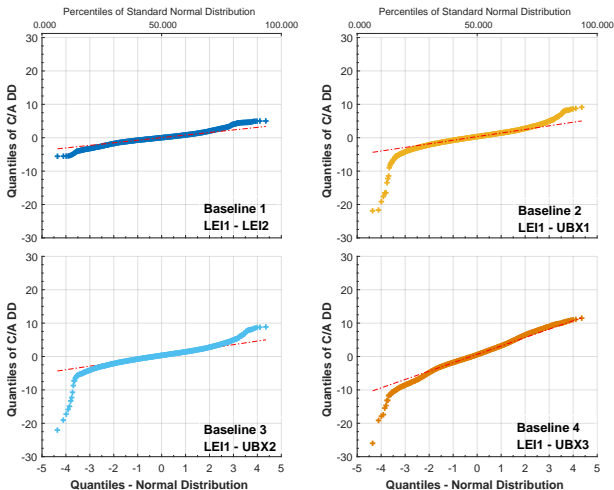 Percentiles of Standard Normal Distribution
Percentiles of Standard Normal Distribution
0.000 50.000 100.000
0.000 50.000 100.000
Quantiles of C/A DD
30
20
10
0
-10
-20
-30
Baseline 1
LEI1 - LEI2
Quantiles of C/A DD
30
20
10
0
-10
-20
-30
Baseline 2
LEI1 - UBX1
Quantiles of C/A DD
30
20
10
0
-10
-20
-30
Baseline 3
LEI1 - UBX2
-5 -4 -3 -2 -1 0 1 2 3 4 5
Quantiles - Normal Distribution
Quantiles of C/A DD
30
20
10
0
-10
-20
-30
Baseline 4
LEI1 - UBX3
-5 -4 -3 -2 -1 0 1 2 3 4 5
Quantiles - Normal Distribution